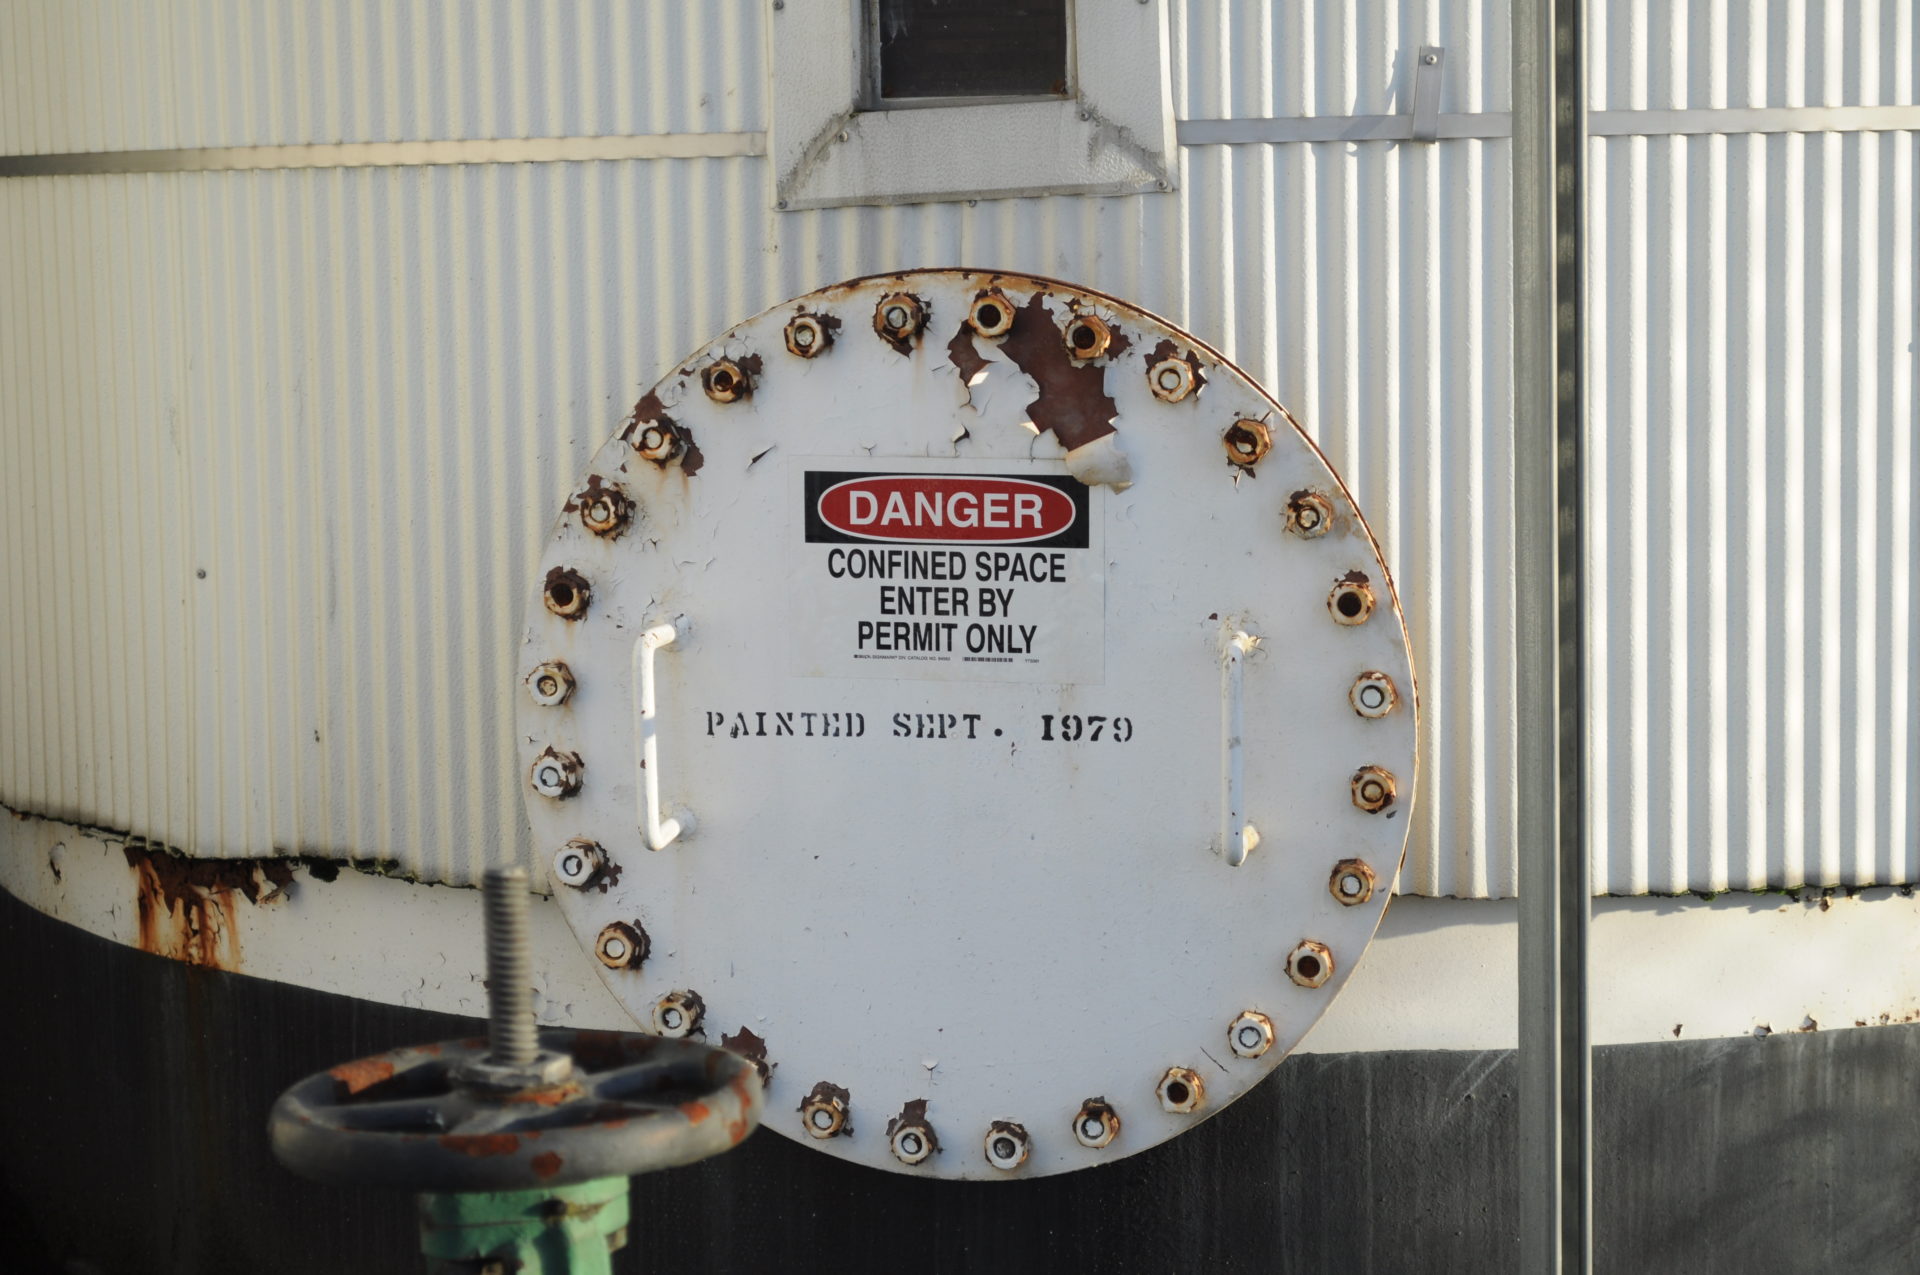 DANGER
CONFINED SPACE
ENTER BY
PERMIT ONLY
PAINTED SEPT. 1979